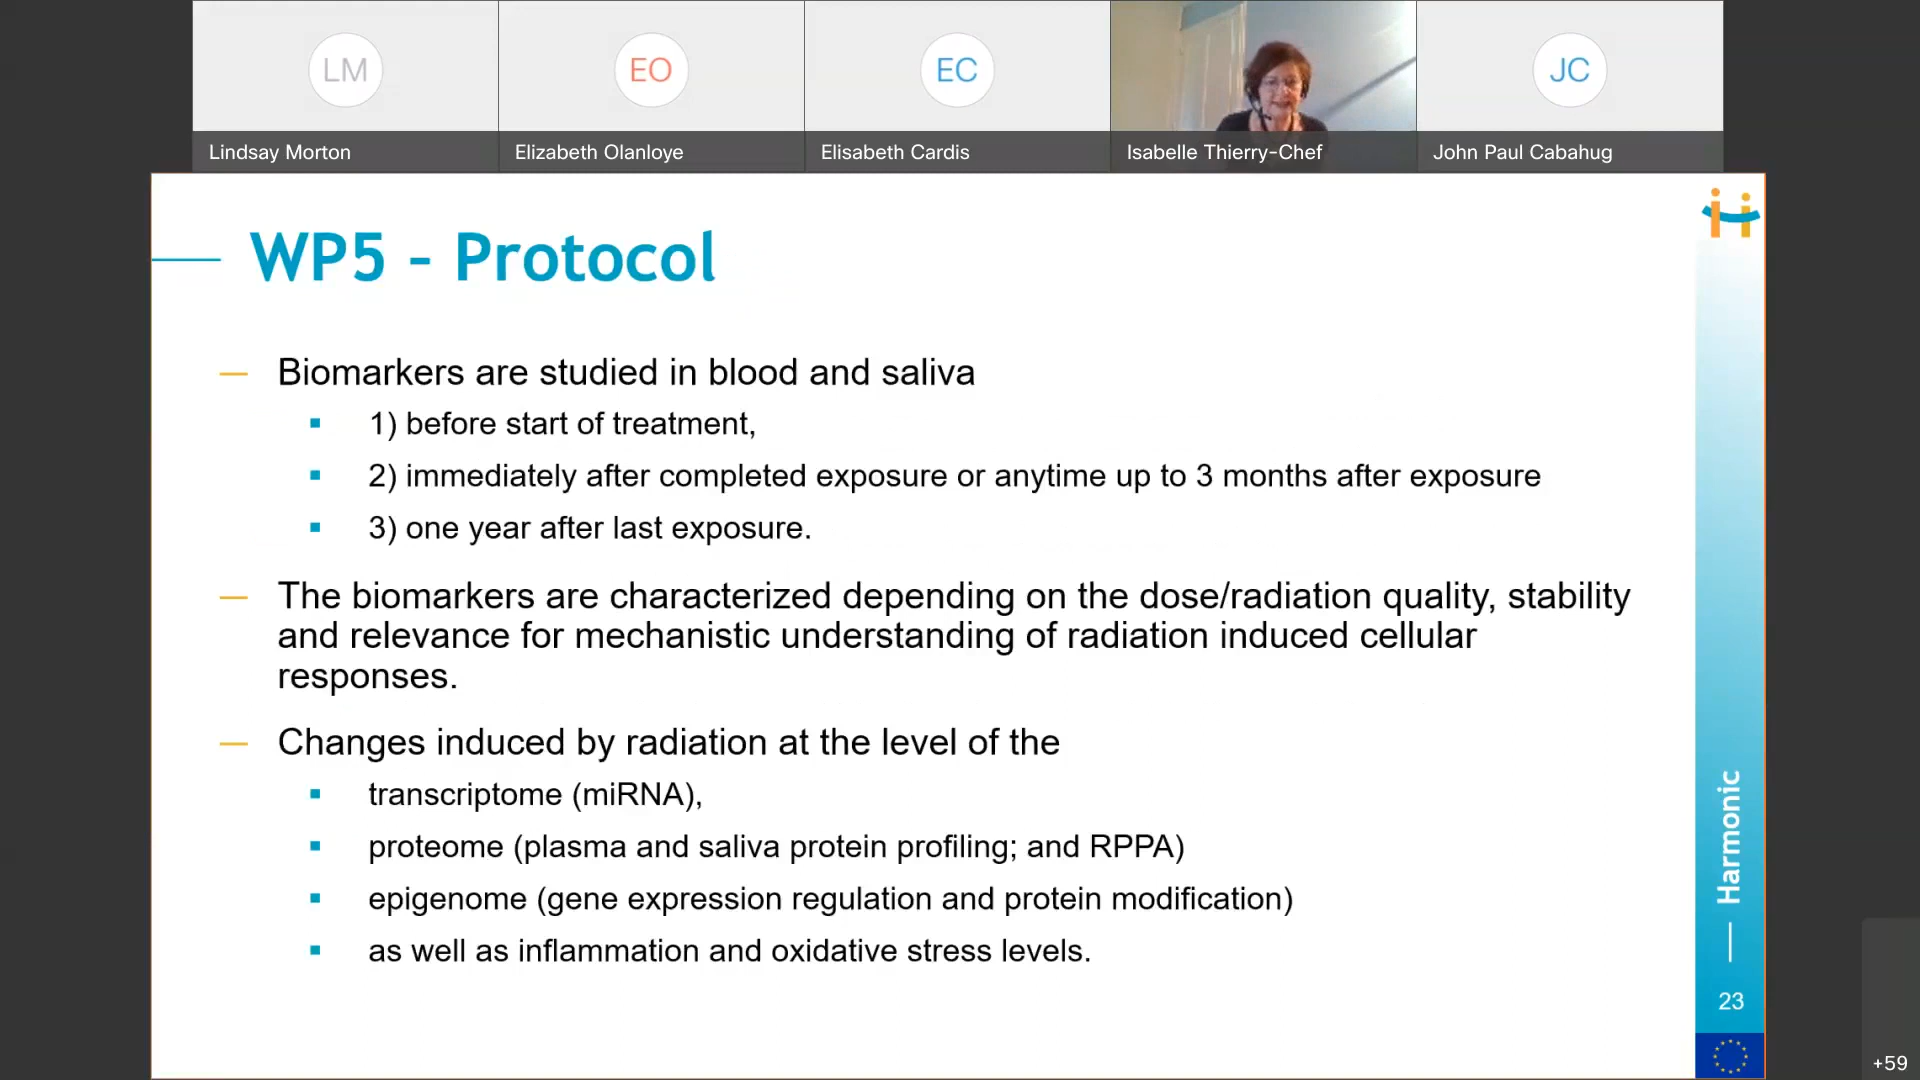 LM
EO
EC
JC
Lindsay Morton
Elizabeth Olanloye
Elisabeth Cardis
Isabelle Thierry-Chef
John Paul Cabahug
WP5 - Protocol
Biomarkers are studied in blood and saliva
1) before start of treatment,
2) immediately after completed exposure or anytime up to 3 months after exposure
3) one year after last exposure.
The biomarkers are characterized depending on the dose/radiation quality, stability
and relevance for mechanistic understanding of radiation induced cellular
responses.
Changes induced by radiation at the level of the
transcriptome (miRNA),
proteome (plasma and saliva protein profiling; and RPPA)
epigenome (gene expression regulation and protein modification)
as well as inflammation and oxidative stress levels.
Harmonic
23
+59